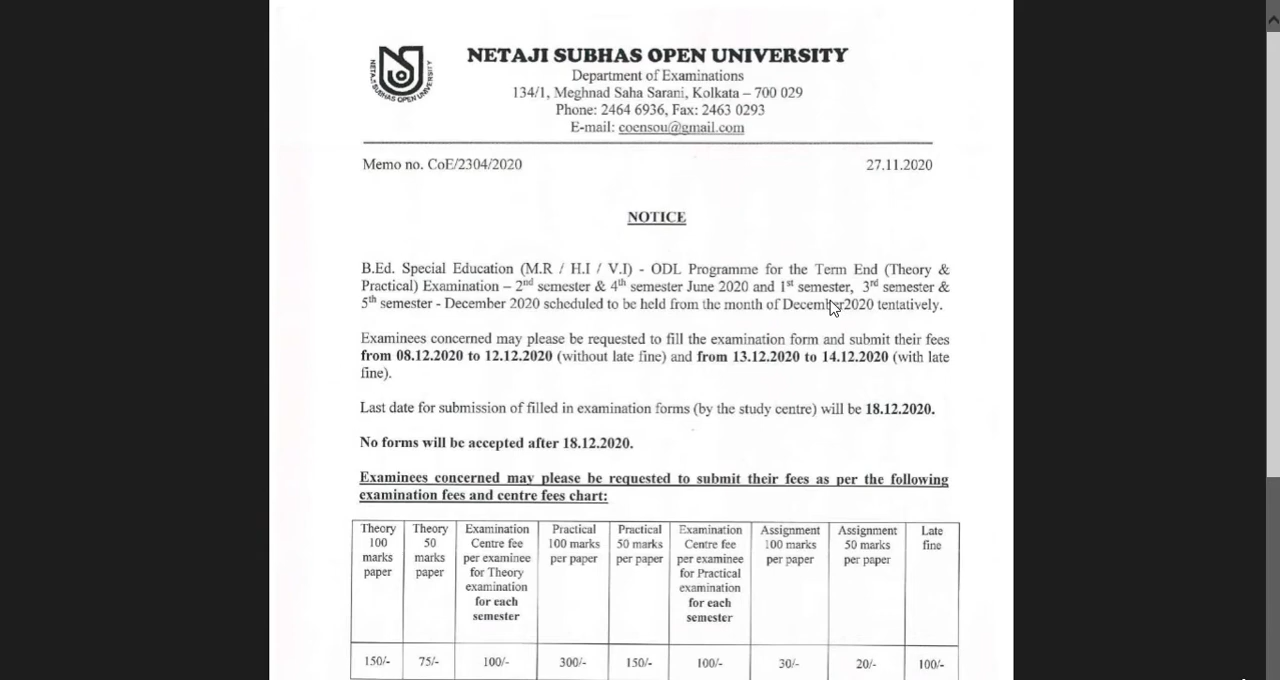 NETAJI SUBHAS OPEN UNIVERSITY
NETAJI SUBHAS OPEN UNIVERSITY
Department of Examinations
134/1, Meghnad Saha Sarani, Kolkata – 700 029
Phone: 2464 6936, Fax: 2463 0293
E-mail: coensou@gmail.com
Memo no. CoE/2304/2020 27.11.2020
NOTICE
B.Ed. Special Education (M.R / H.I / V.I) - ODL Programme for the Term End (Theory &
Practical) Examination – 2nd semester & 4th semester June 2020 and 1st semester, 3rd semester &
5th semester - December 2020 scheduled to be held from the month of December 2020 tentatively.
Examinees concerned may please be requested to fill the examination form and submit their fees
from 08.12.2020 to 12.12.2020 (without late fine) and from 13.12.2020 to 14.12.2020 (with late
fine).
Last date for submission of filled in examination forms (by the study centre) will be 18.12.2020.
No forms will be accepted after 18.12.2020.
Examinees concerned may please be requested to submit their fees as per the following
examination fees and centre fees chart:
Theory 100 marks paper
Theory 50 marks paper
Examination Centre fee per examinee for Theory examination for each semester
Practical 100 marks per paper
Practical 50 marks per paper
Examination Centre fee per examinee for Practical examination for each semester
Assignment 100 marks per paper
Assignment 50 marks per paper
Late fine
150/- 75/- 100/- 300/- 150/- 100/- 30/- 20/- 100/-